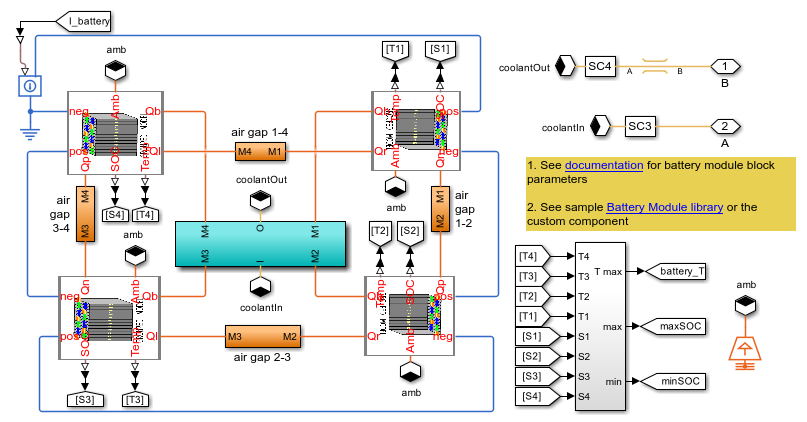 I_battery
amb
[T1]
[S1]
neg
pos
Amb
Qb
Ql
Qp
SOC
[S4]
[T4]
air gap 1-4
M4
M1
Ql
Qr
Amb
SOC
pos
Qn
neg
amb
M4
M3
air
gap
3-4
coolantOut
M4
M1
O
M3
M2
I
coolantIn
M1
M2
air
gap
1-2
[T2]
[S2]
amb
Qn
Amb
neg
pos
Qb
Ql
SOC
[S3]
[T3]
M3
M2
air gap 2-3
Temp
SOC
Qp
Qb
Qr
pos
neg
Amb
amb
coolantOut
SC4
A
B
1
B
coolantIn
SC3
2
A
1. See documentation for battery module block
parameters
2. See sample Battery Module library or the
custom component
[T4]
[T3]
[T2]
[T1]
[S1]
[S2]
[S3]
[S4]
T4
T3
T2
T1
S1
S2
S3
S4
T max
max
min
battery_T
maxSOC
minSOC
amb